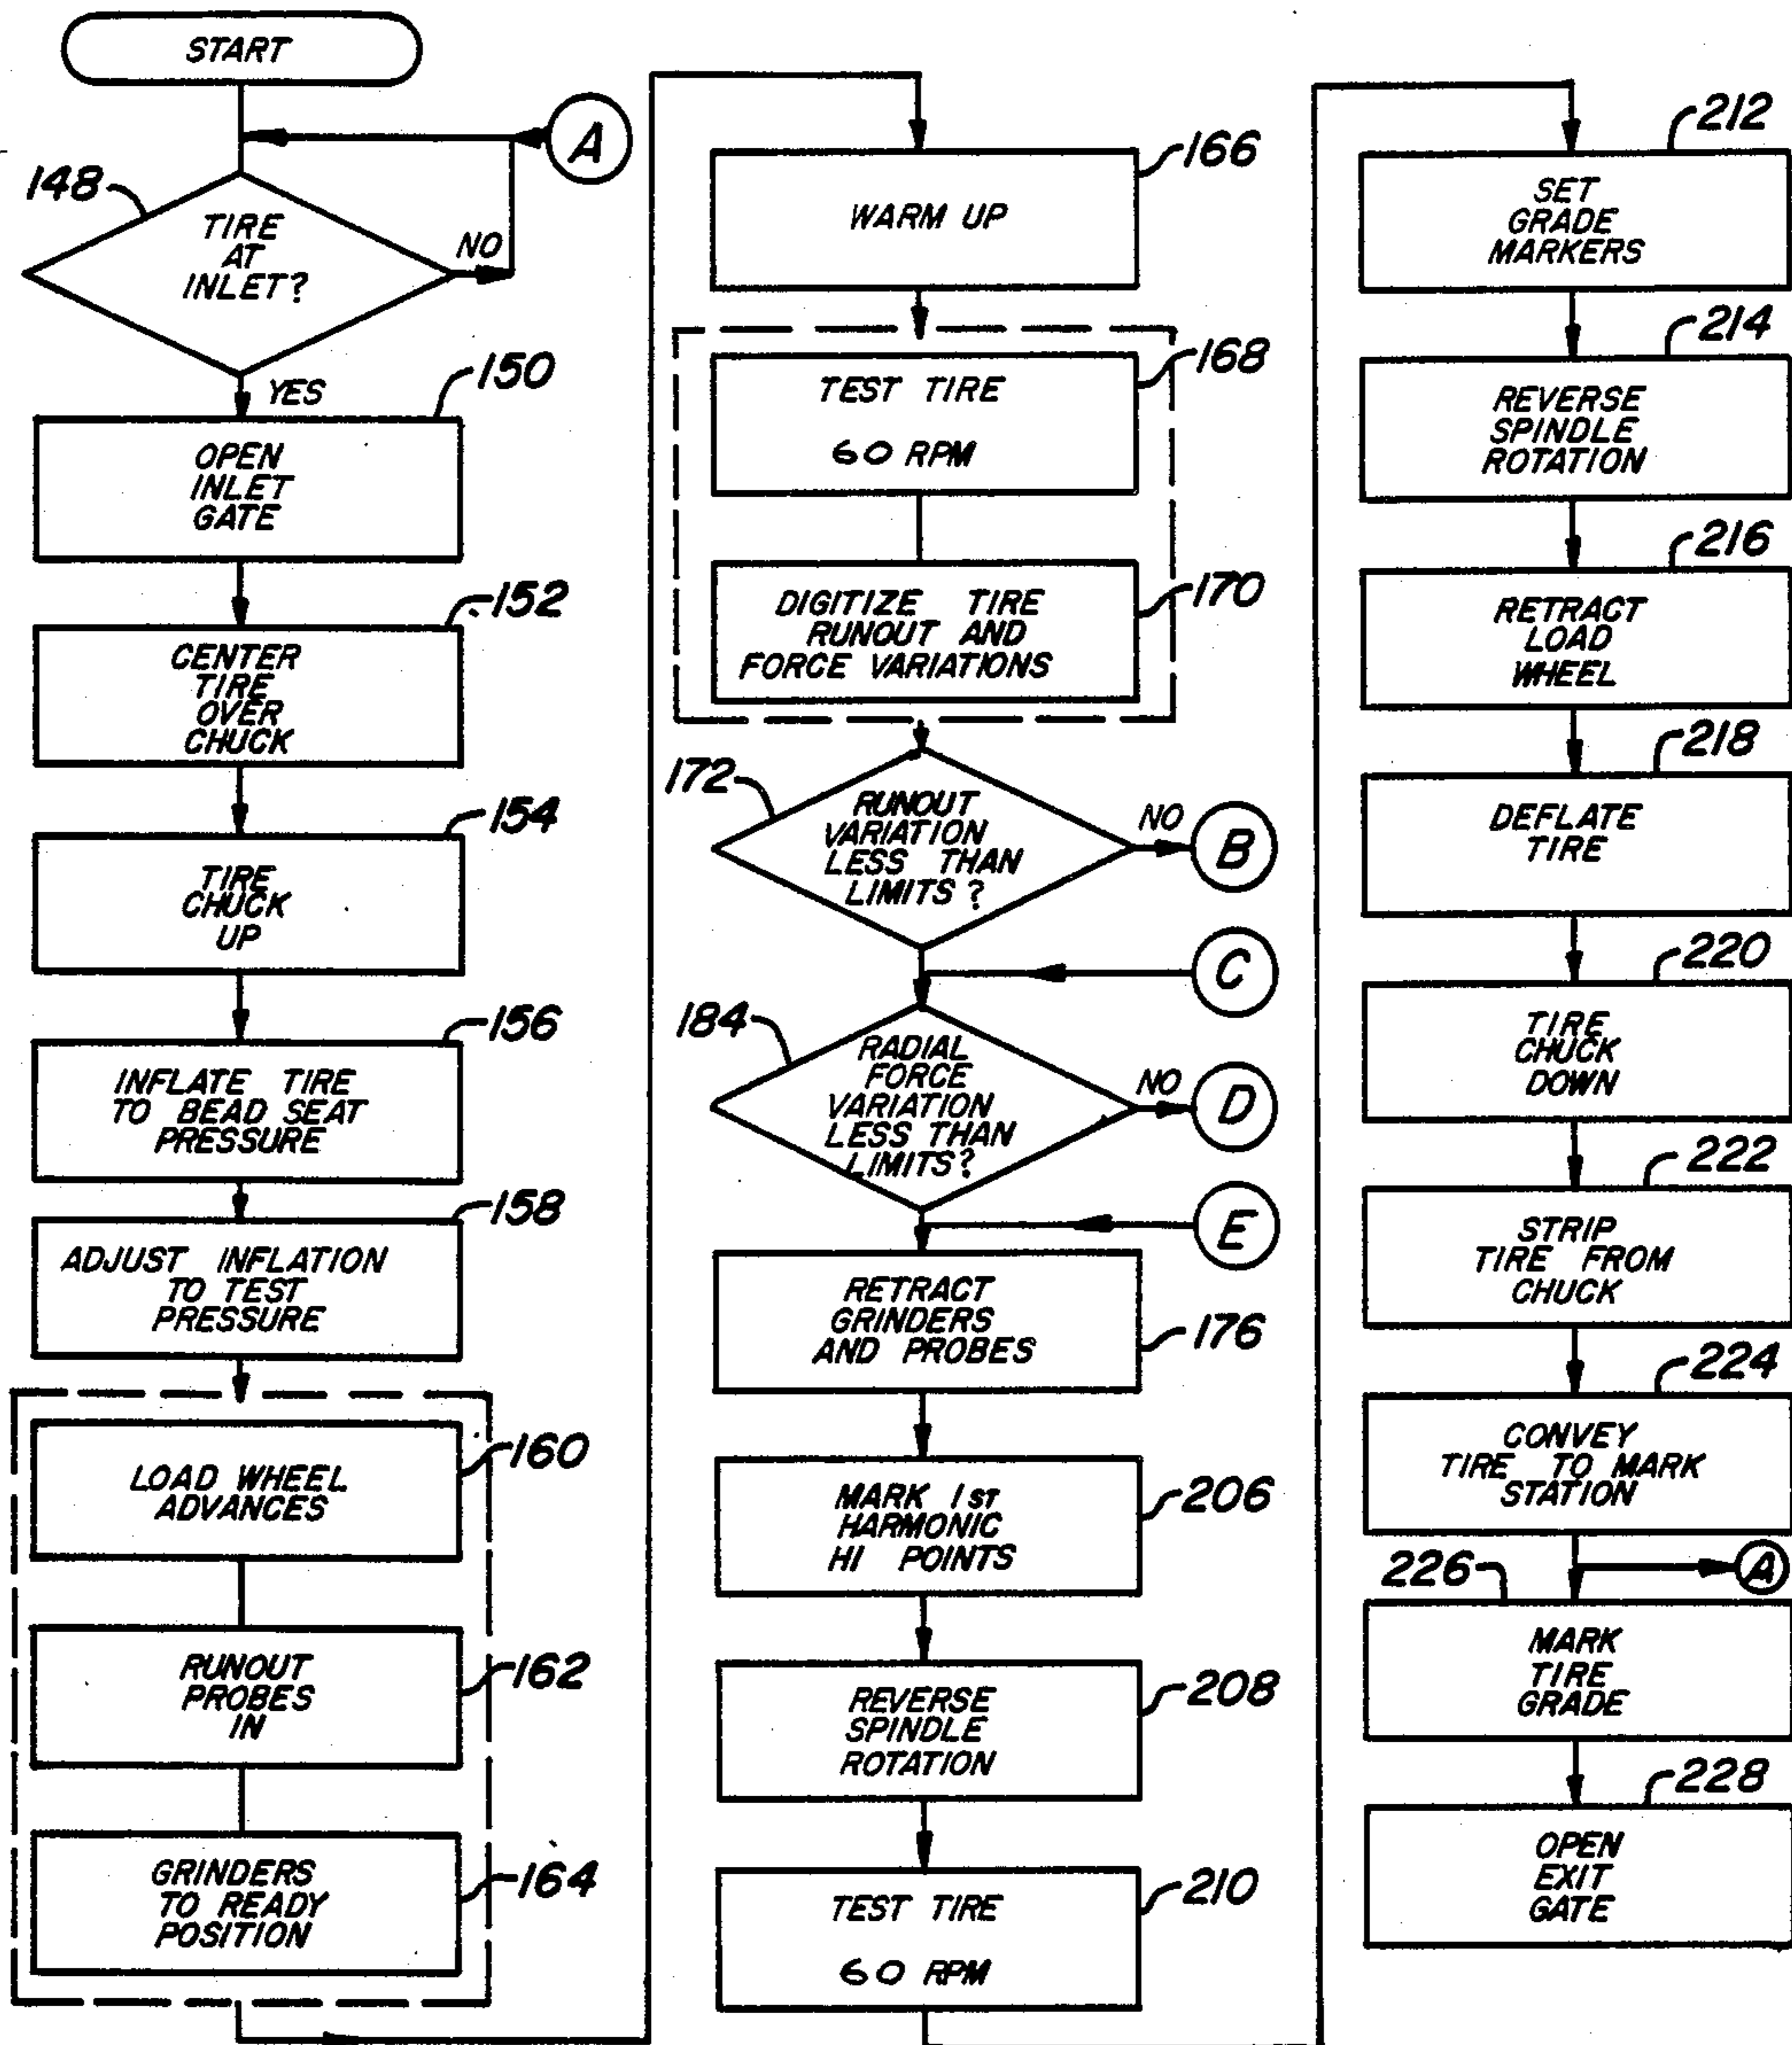 START
A
148
TIRE
AT
INLET?
NO
YES
150
OPEN
INLET
GATE
152
CENTER
TIRE
OVER
CHUCK
154
TIRE
CHUCK
UP
156
INFLATE TIRE
TO BEAD SEAT
PRESSURE
158
ADJUST INFLATION
TO TEST
PRESSURE
160
LOAD WHEEL
ADVANCES
162
RUNOUT
PROBES
IN
164
GRINDERS
TO READY
POSITION
166
WARM UP
168
TEST TIRE
60 RPM
170
DIGITIZE TIRE
RUNOUT AND
FORCE VARIATIONS
172
RUNOUT
VARIATION
LESS THAN
LIMITS?
NO
B
C
184
RADIAL
FORCE
VARIATION
LESS THAN
LIMITS?
NO
D
E
RETRACT
GRINDERS
AND PROBES
176
MARK 1ST
HARMONIC
HI POINTS
206
REVERSE
SPINDLE
ROTATION
208
TEST TIRE
60 RPM
210
212
SET
GRADE
MARKERS
214
REVERSE
SPINDLE
ROTATION
216
RETRACT
LOAD
WHEEL
218
DEFLATE
TIRE
220
TIRE
CHUCK
DOWN
222
STRIP
TIRE FROM
CHUCK
224
CONVEY
TIRE TO MARK
STATION
A
226
MARK
TIRE
GRADE
228
OPEN
EXIT
GATE